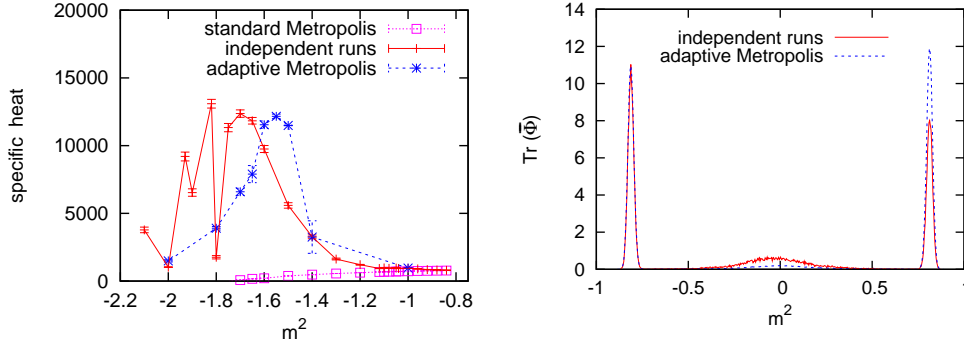 standard Metropolis
independent runs
adaptive Metropolis
specific heat
20000
15000
10000
5000
0
-2.2 -2 -1.8 -1.6 -1.4 -1.2 -1 -0.8
m²
independent runs
adaptive Metropolis
Tr (Φ̄)
14
12
10
8
6
4
2
0
-1 -0.5 0 0.5 1
m²